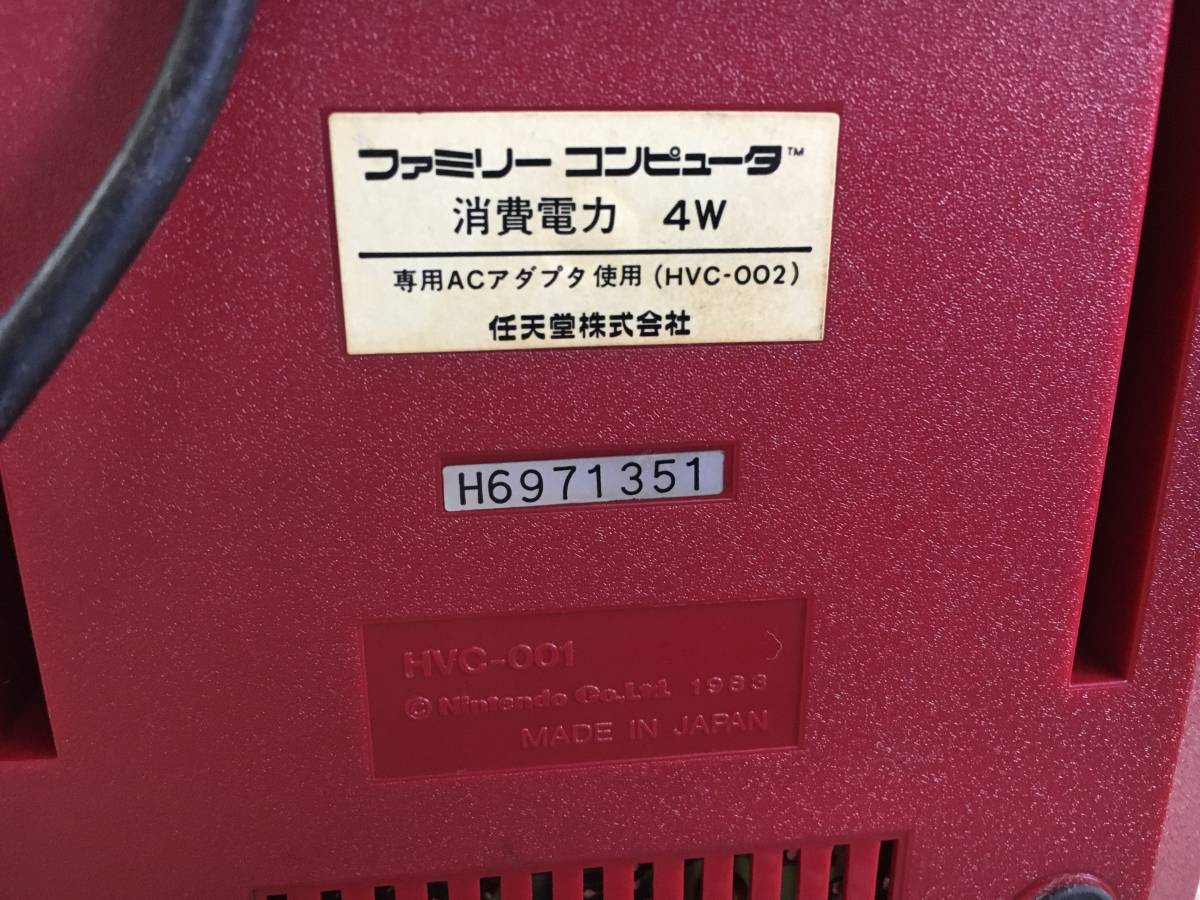 ファミリー コンピュータ™
消費電力 4W
専用ACアダプタ使用(HVC-002)
任天堂株式会社
H6971351
HVC-001
© Nintendo Co.,Ltd. 1983
MADE IN JAPAN